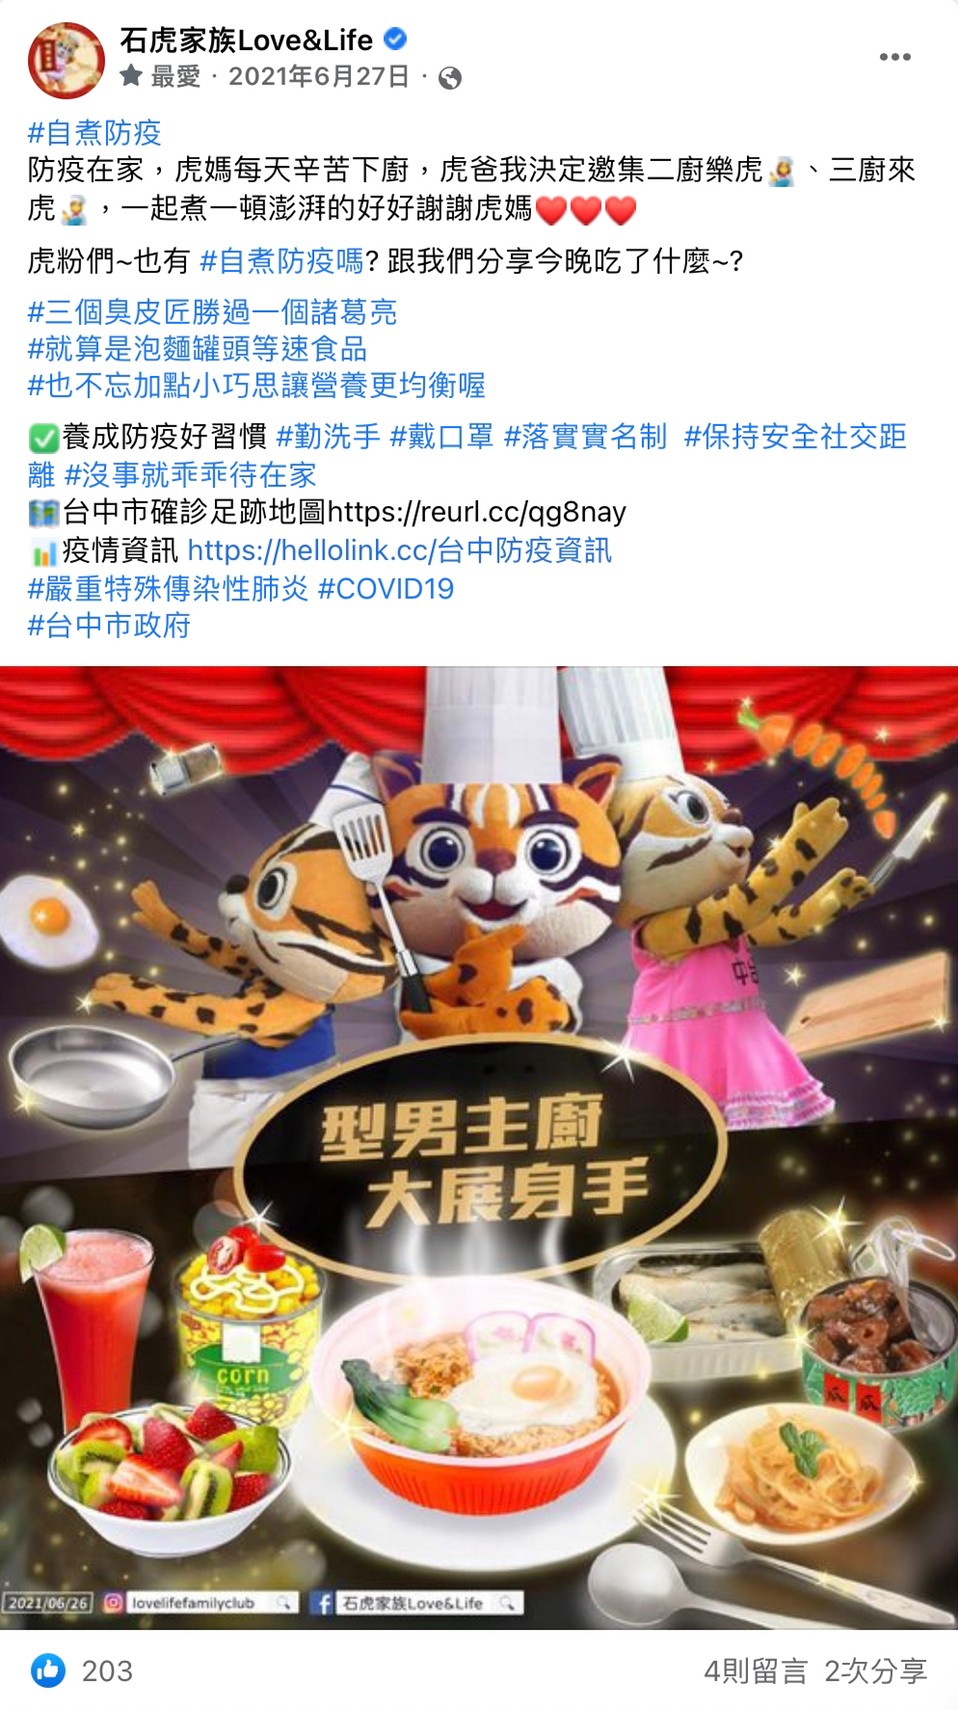 石虎家族Love&Life
最愛 · 2021年6月27日 ·
#自煮防疫
防疫在家，虎媽每天辛苦下廚，虎爸我決定邀集二廚樂虎👩‍🍳、三廚來
虎👩‍🍳，一起煮一頓澎湃的好好謝謝虎媽❤️❤️❤️
虎粉們~也有 #自煮防疫嗎? 跟我們分享今晚吃了什麼~?
#三個臭皮匠勝過一個諸葛亮
#就算是泡麵罐頭等速食品
#也不忘加點小巧思讓營養更均衡喔
✅養成防疫好習慣 #勤洗手 #戴口罩 #落實實名制 #保持安全社交距
離 #沒事就乖乖待在家
🗺️台中市確診足跡地圖https://reurl.cc/qg8nay
📊疫情資訊 https://hellolink.cc/台中防疫資訊
#嚴重特殊傳染性肺炎 #COVID19
#台中市政府
型男主廚
大展身手
corn
瓜 瓜
2021/06/26 lovelifefamilyclub 石虎家族Love&Life
203 4則留言 2次分享